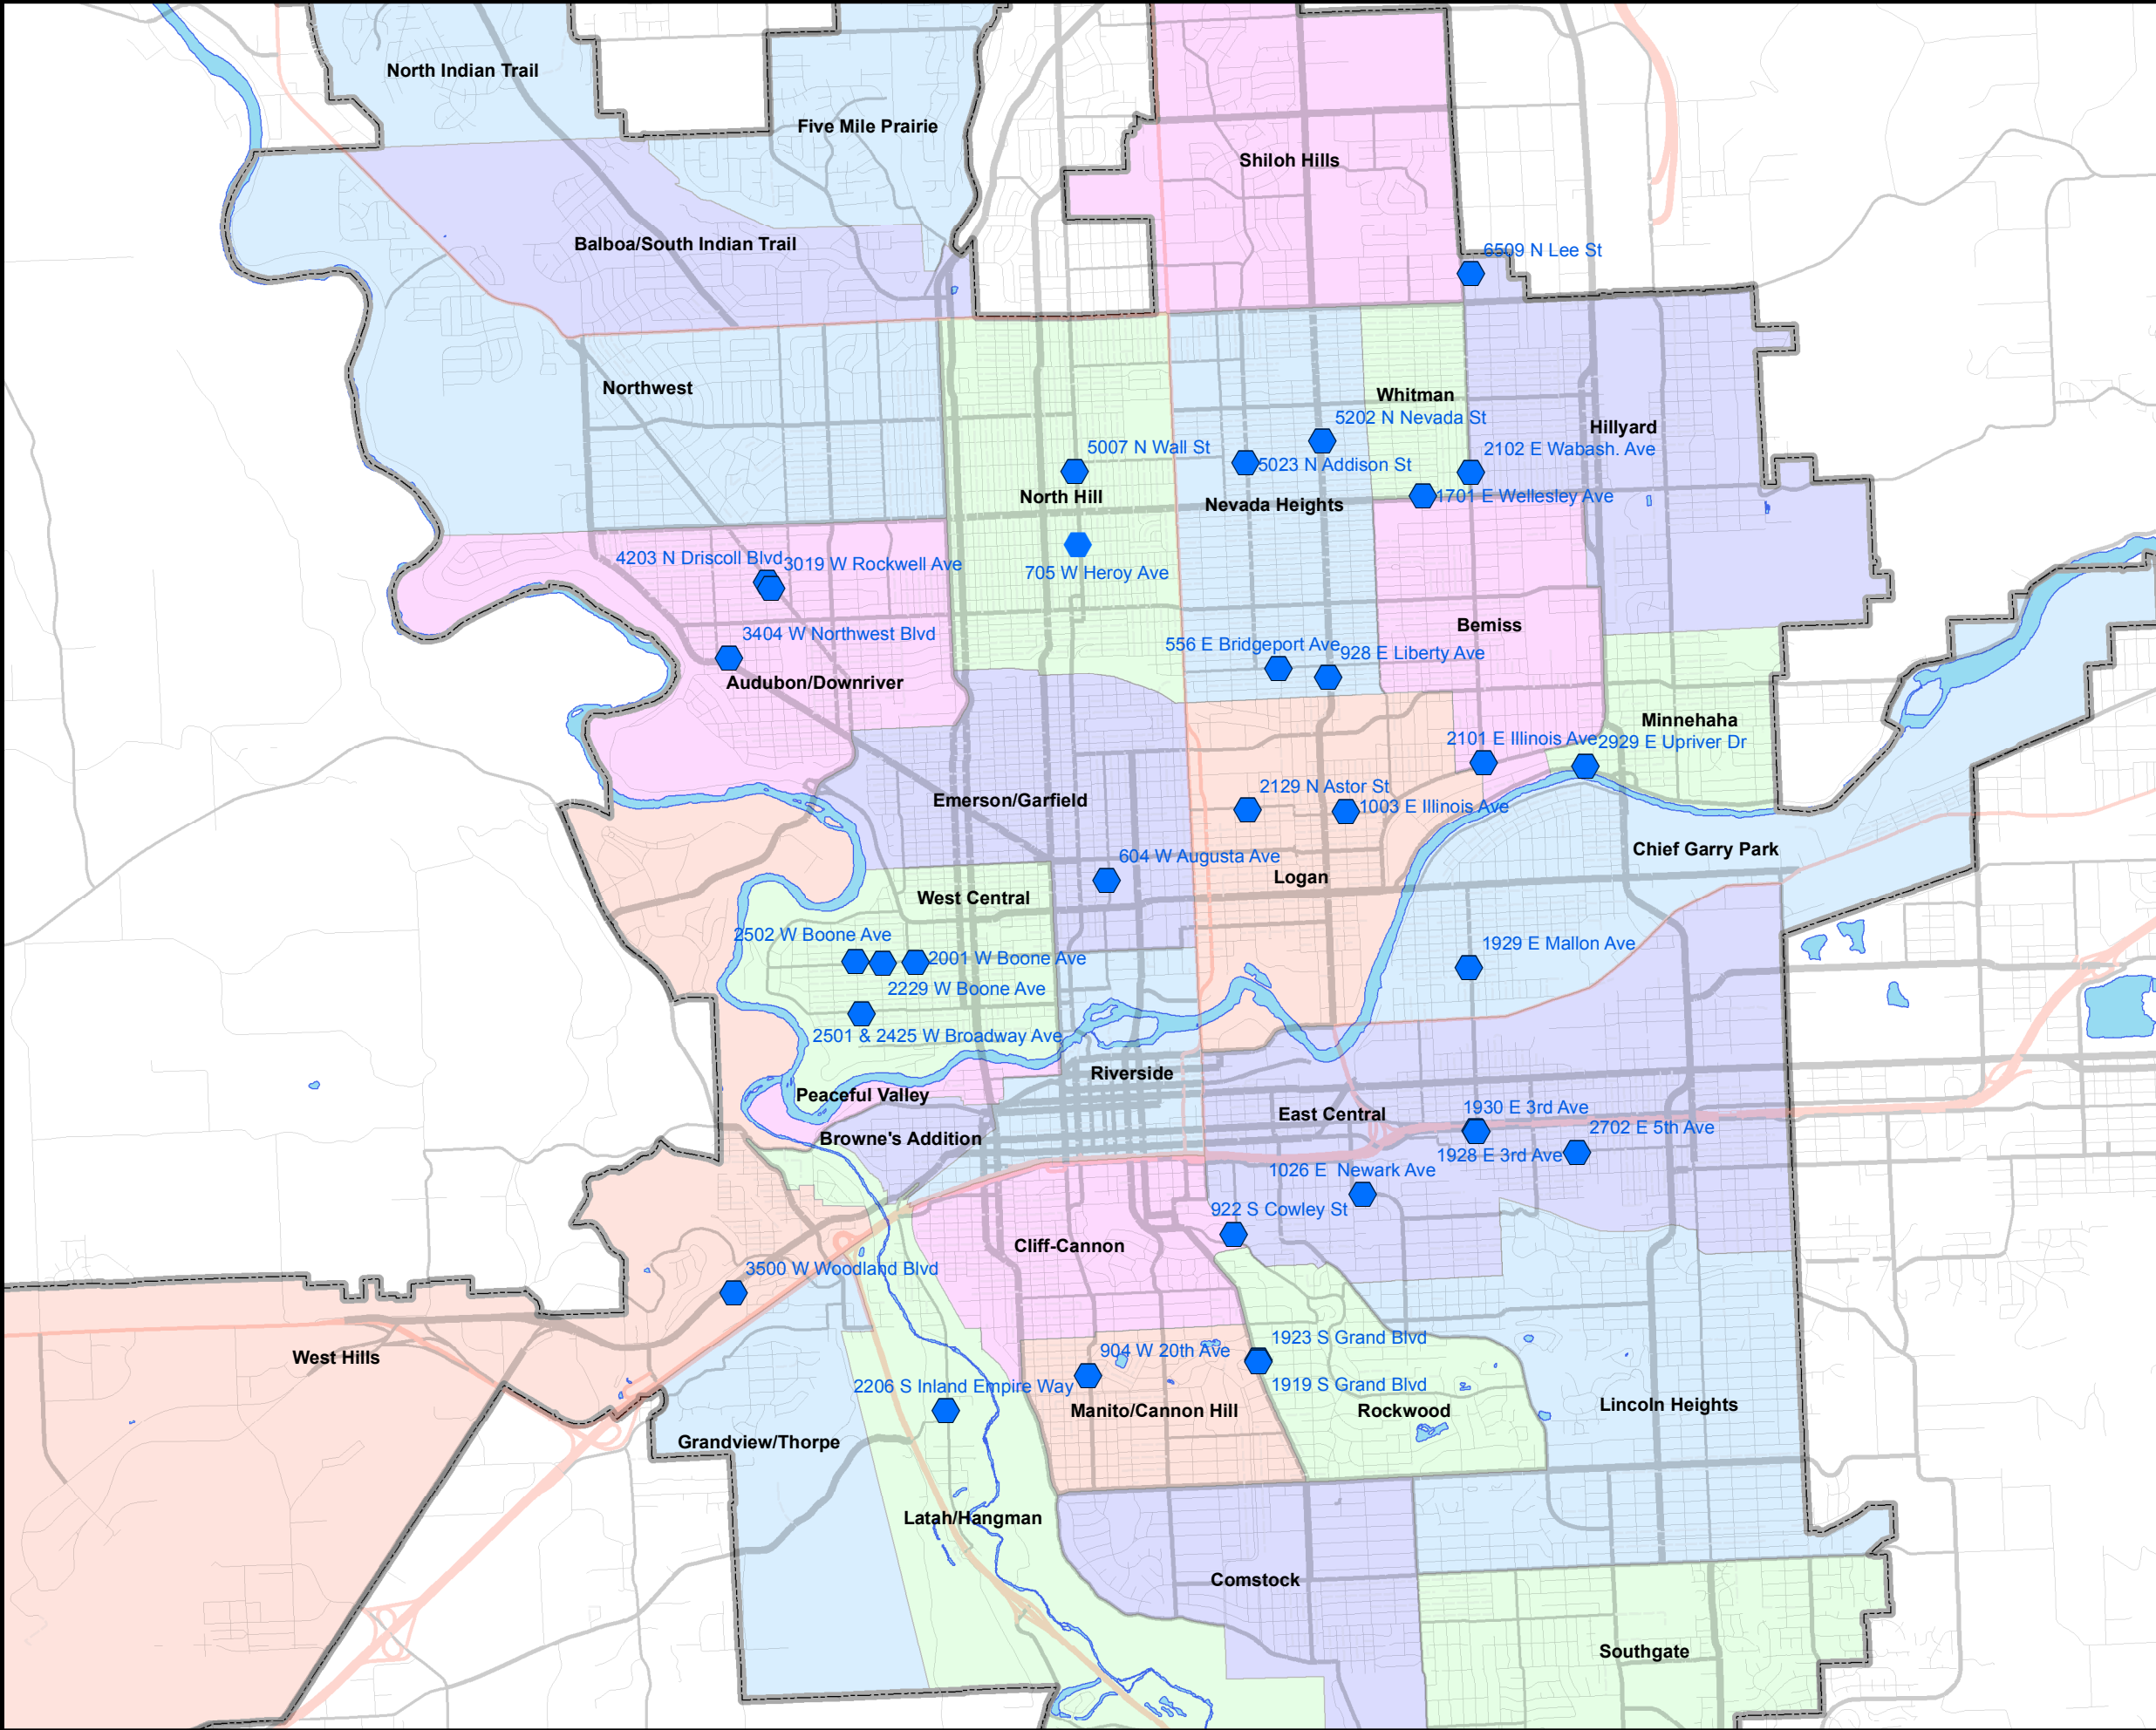 North Indian Trail
Five Mile Prairie
Shiloh Hills
Balboa/South Indian Trail
6509 N Lee St
Northwest
Whitman
5202 N Nevada St
Hillyard
5007 N Wall St
2102 E Wabash. Ave
5023 N Addison St
North Hill
Nevada Heights
1701 E Wellesley Ave
4203 N Driscoll Blvd
3019 W Rockwell Ave
705 W Heroy Ave
Bemiss
3404 W Northwest Blvd
556 E Bridgeport Ave
928 E Liberty Ave
Audubon/Downriver
Minnehaha
2101 E Illinois Ave
2929 E Upriver Dr
2129 N Astor St
Emerson/Garfield
1003 E Illinois Ave
Chief Garry Park
604 W Augusta Ave
Logan
West Central
2502 W Boone Ave
1929 E Mallon Ave
2001 W Boone Ave
2229 W Boone Ave
2501 & 2425 W Broadway Ave
Riverside
Peaceful Valley
East Central
1930 E 3rd Ave
2702 E 5th Ave
Browne's Addition
1928 E 3rd Ave
1026 E  Newark Ave
922 S Cowley St
Cliff-Cannon
3500 W Woodland Blvd
1923 S Grand Blvd
904 W 20th Ave
West Hills
2206 S Inland Empire Way
1919 S Grand Blvd
Lincoln Heights
Manito/Cannon Hill
Rockwood
Grandview/Thorpe
Latah/Hangman
Comstock
Southgate